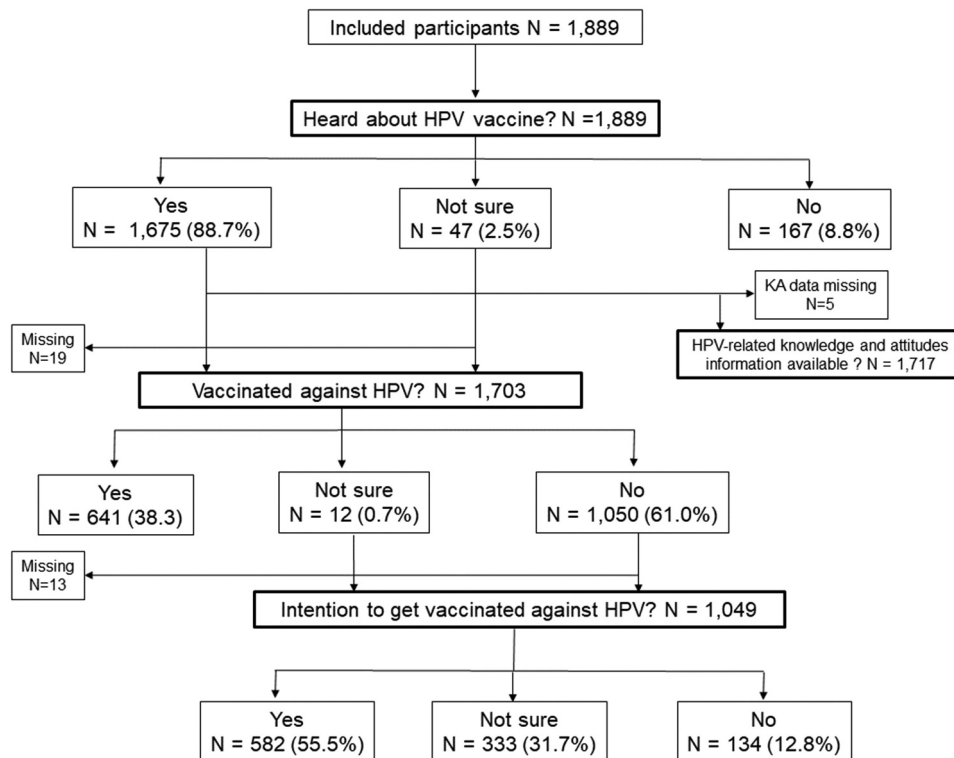 Included participants N = 1,889
Heard about HPV vaccine? N =1,889
Yes
N = 1,675 (88.7%)
Not sure
N = 47 (2.5%)
No
N = 167 (8.8%)
KA data missing
N=5
Missing
N=19
HPV-related knowledge and attitudes
information available ? N = 1,717
Vaccinated against HPV? N = 1,703
Yes
N = 641 (38.3)
Not sure
N = 12 (0.7%)
No
N = 1,050 (61.0%)
Missing
N=13
Intention to get vaccinated against HPV? N = 1,049
Yes
N = 582 (55.5%)
Not sure
N = 333 (31.7%)
No
N = 134 (12.8%)